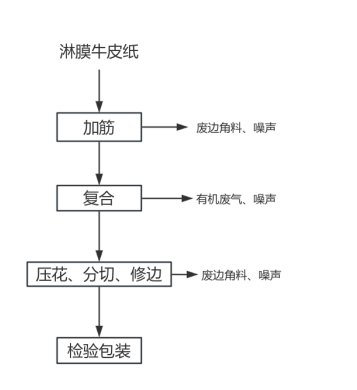 淋膜牛皮纸
加筋
废边角料、噪声
复合
有机废气、噪声
压花、分切、修边
废边角料、噪声
检验包装